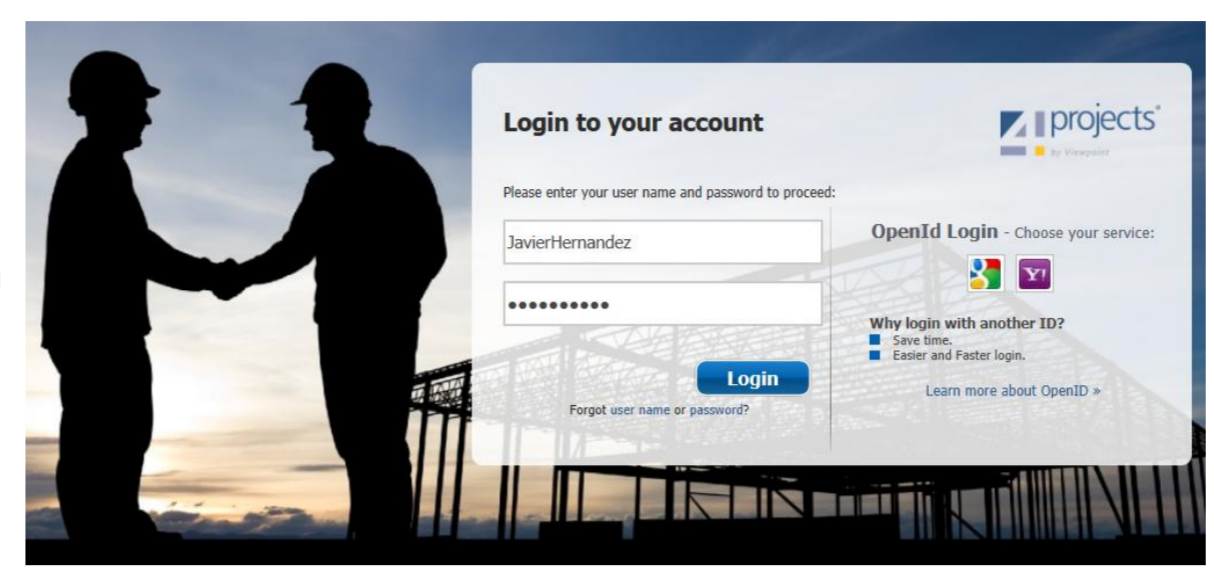 Login to your account
4projects
by Viewpoint
Please enter your user name and password to proceed:
JavierHernandez
••••••••••
Login
Forgot user name or password?
OpenId Login - Choose your service:
Y!
Why login with another ID?
Save time.
Easier and Faster login.
Learn more about OpenID »